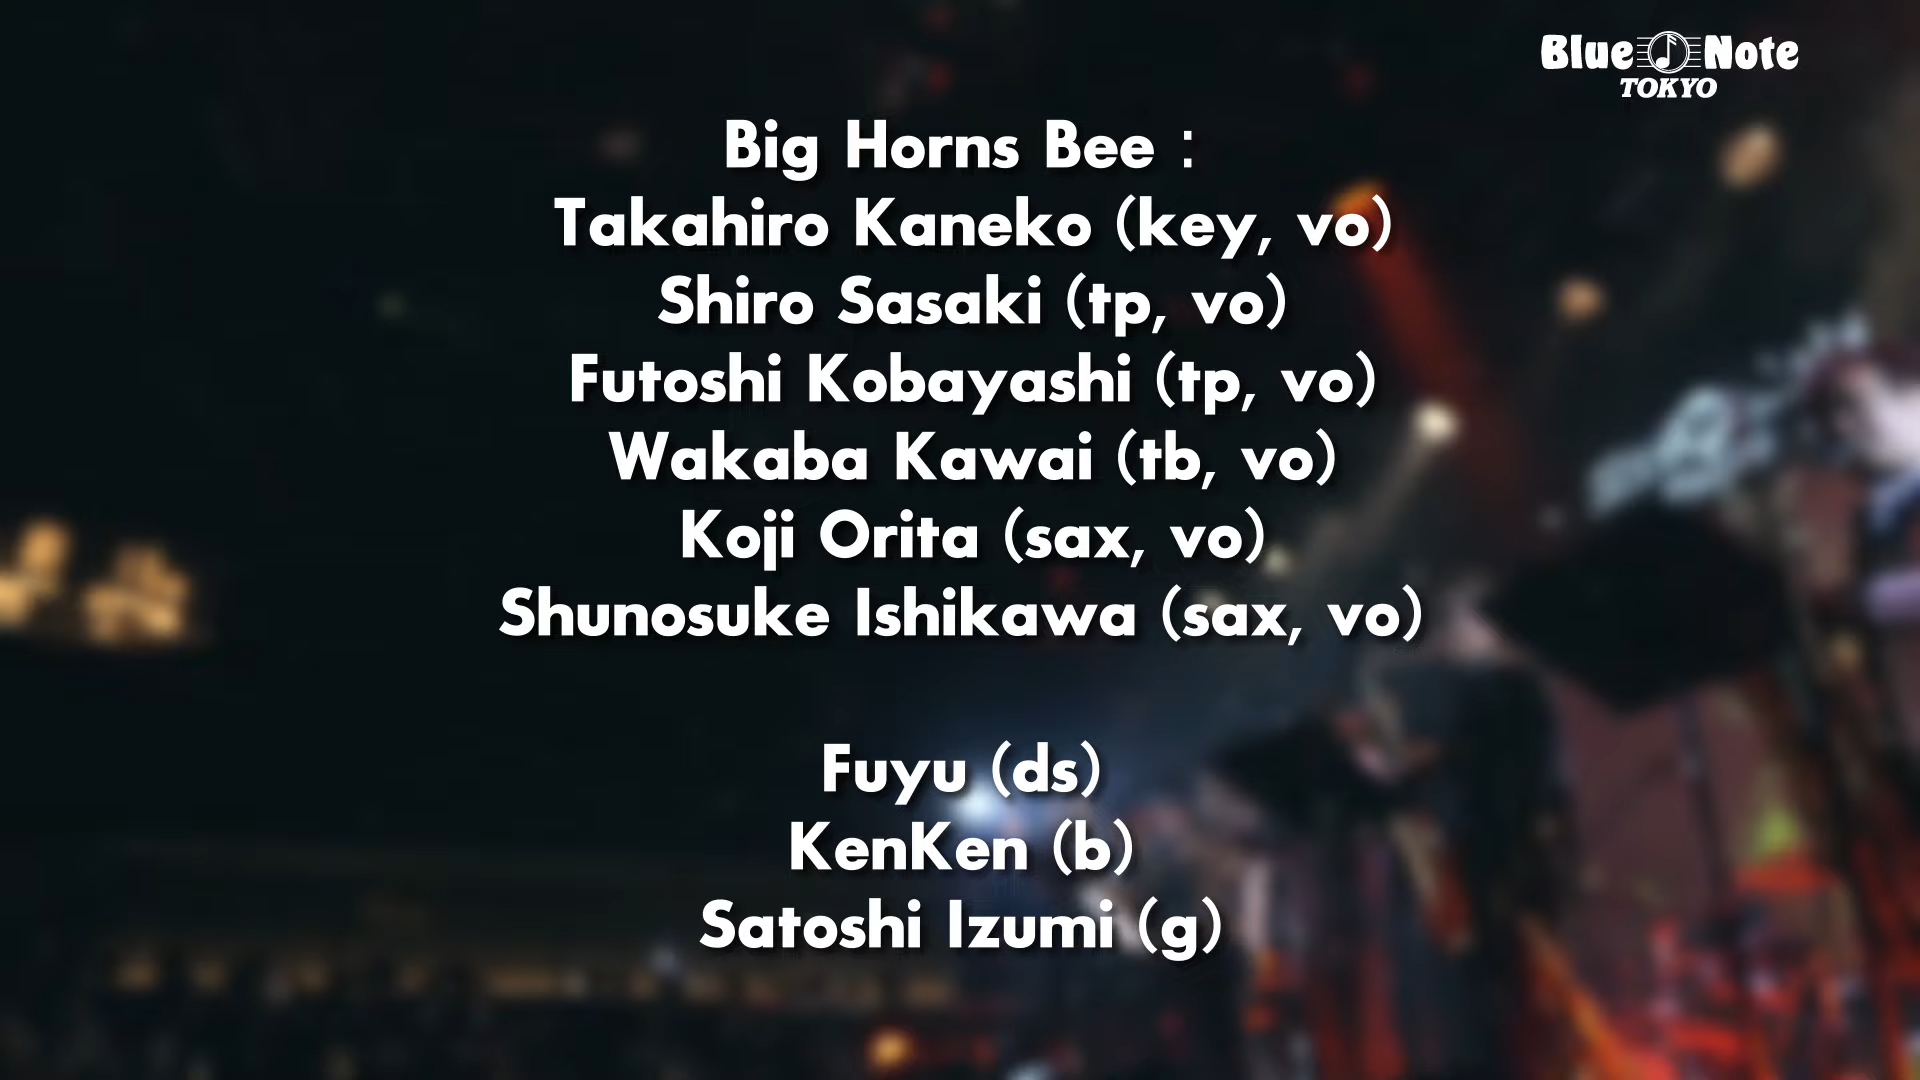 Blue Note
TOKYO
Big Horns Bee :
Takahiro Kaneko (key, vo)
Shiro Sasaki (tp, vo)
Futoshi Kobayashi (tp, vo)
Wakaba Kawai (tb, vo)
Koji Orita (sax, vo)
Shunosuke Ishikawa (sax, vo)
Fuyu (ds)
KenKen (b)
Satoshi Izumi (g)